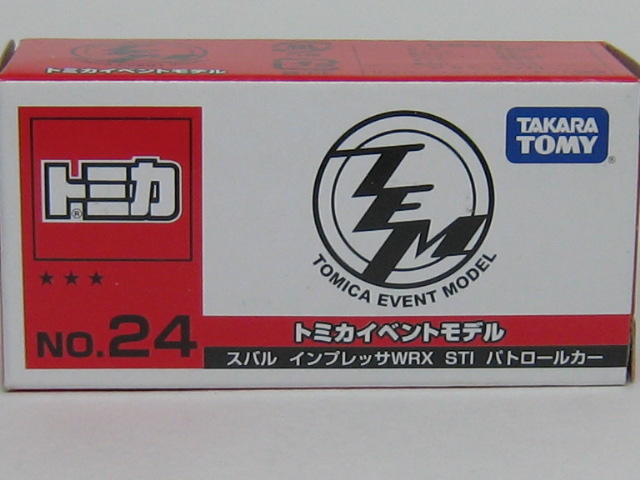 トミカイベントモデル
トミカ
®
TEM
TOMICA EVENT MODEL
TAKARA
TOMY
®
★★★
NO.24
トミカイベントモデル
スバル インプレッサWRX STI パトロールカー